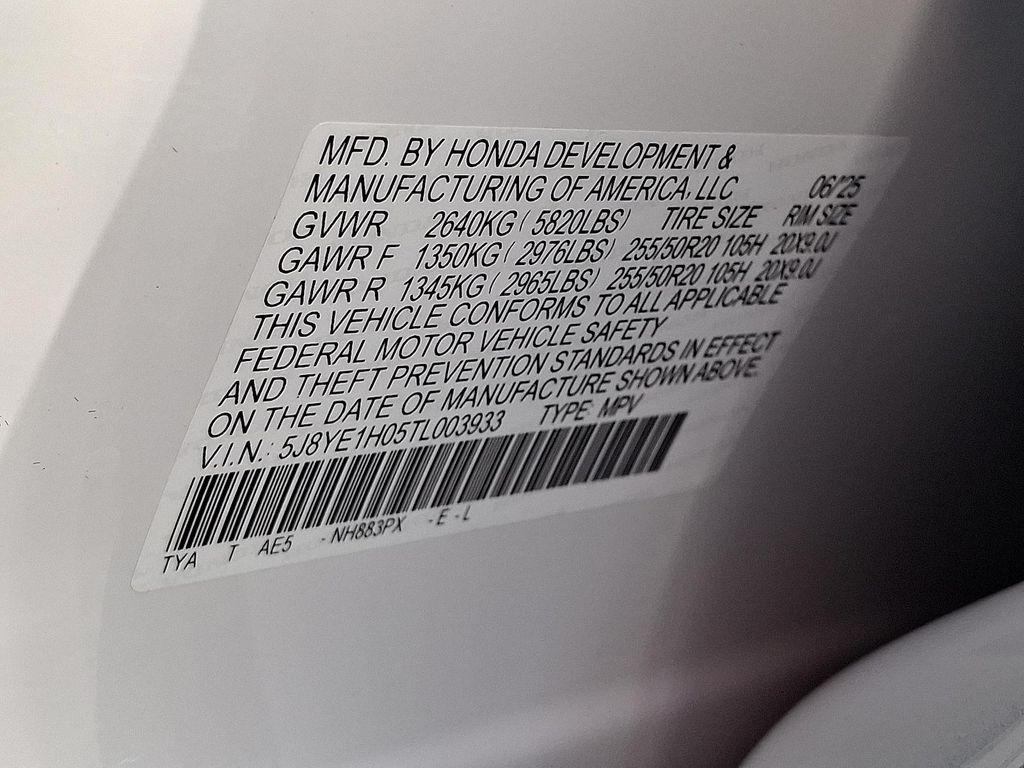 MFD. BY HONDA DEVELOPMENT &
MANUFACTURING OF AMERICA, LLC 06/'25
GVWR 2640KG ( 5820LBS) TIRE SIZE RIM SIZE
GAWR F 1350KG ( 2976LBS) 255/50R20 105H 20X9.0J
GAWR R 1345KG ( 2965LBS) 255/50R20 105H 20X9.0J
THIS VEHICLE CONFORMS TO ALL APPLICABLE
FEDERAL MOTOR VEHICLE SAFETY
AND THEFT PREVENTION STANDARDS IN EFFECT
ON THE DATE OF MANUFACTURE SHOWN ABOVE.
V.I.N.: 5J8YE1H05TL003933 TYPE: MPV
TYA T AE5 - NH883PX - E - L